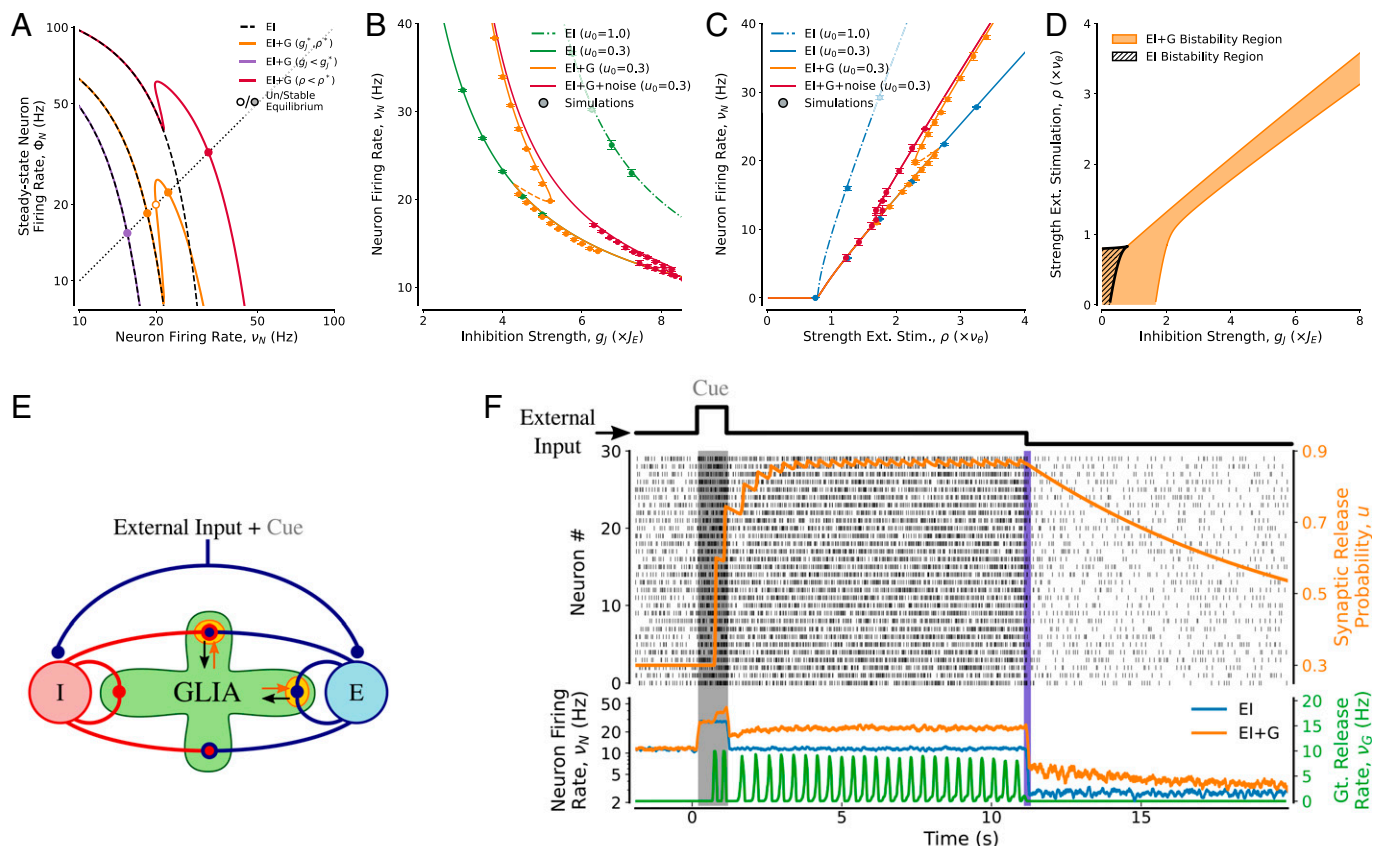 A
Steady-state Neuron
Firing Rate, Φ_N (Hz)
100
50
20
10
10
20
50
100
Neuron Firing Rate, ν_N (Hz)
EI
EI+G (g_J^*,ρ^*)
EI+G (g_J < g_J^*)
EI+G (ρ < ρ^*)
Un/Stable
Equilibrium
B
Neuron Firing Rate, ν_N (Hz)
40
30
20
10
2
4
6
8
Inhibition Strength, g_J (×J_E)
EI (u_0=1.0)
EI (u_0=0.3)
EI+G (u_0=0.3)
EI+G+noise (u_0=0.3)
Simulations
C
Neuron Firing Rate, ν_N (Hz)
40
30
20
10
0
0
1
2
3
4
Strength Ext. Stim., ρ (×ν_θ)
EI (u_0=1.0)
EI (u_0=0.3)
EI+G (u_0=0.3)
EI+G+noise (u_0=0.3)
Simulations
D
Strength Ext. Stimulation, ρ (×ν_θ)
4
3
2
1
0
0
2
4
6
8
Inhibition Strength, g_J (×J_E)
EI+G Bistability Region
EI Bistability Region
E
External Input + Cue
I
GLIA
E
F
Cue
External
Input
Neuron #
30
20
10
0
0.9
0.7
0.5
0.3
Synaptic Release
Probability, u
Neuron Firing
Rate, ν_N (Hz)
50
20
10
5
2
EI
EI+G
20
15
10
5
0
Gt. Release
Rate, ν_G (Hz)
0
5
10
15
Time (s)